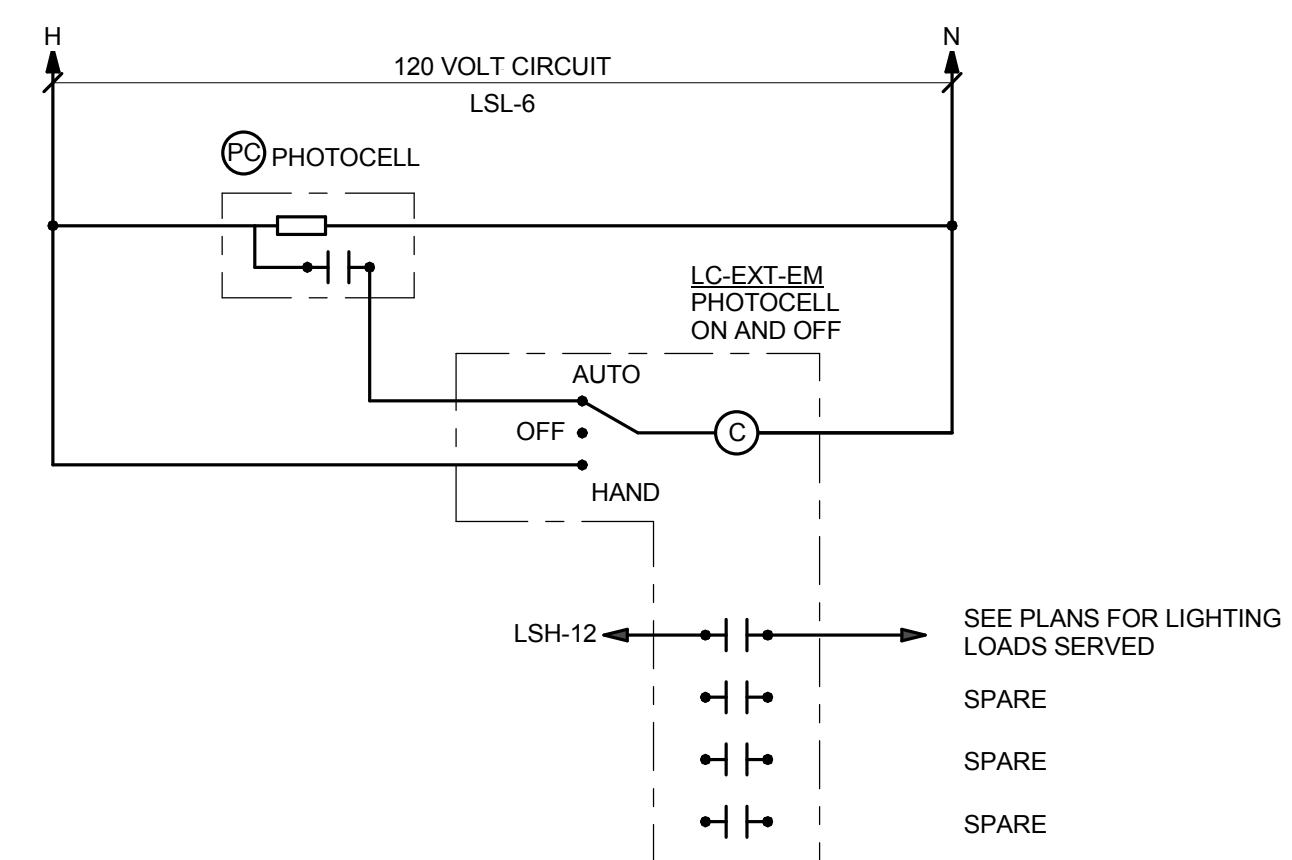 H
N
120 VOLT CIRCUIT
LSL-6
PC
PHOTOCELL
LC-EXT-EM
PHOTOCELL
ON AND OFF
AUTO
OFF
C
HAND
LSH-12
SEE PLANS FOR LIGHTING
LOADS SERVED
SPARE
SPARE
SPARE